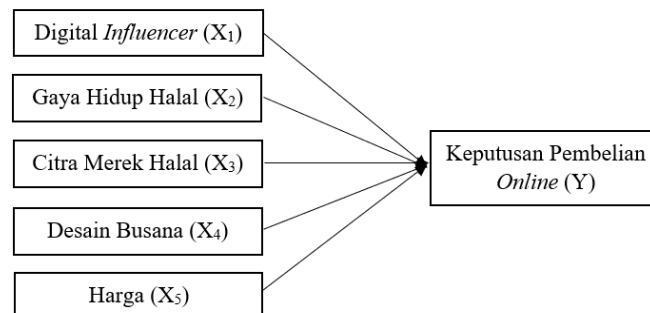 Digital Influencer (X₁)
Gaya Hidup Halal (X₂)
Citra Merek Halal (X₃)
Desain Busana (X₄)
Harga (X₅)
Keputusan Pembelian
Online (Y)